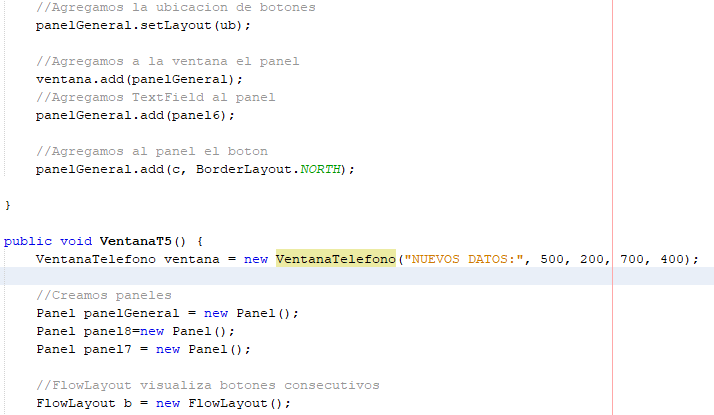 //Agregamos la ubicacion de botones
panelGeneral.setLayout(ub);
//Agregamos a la ventana el panel
ventana.add(panelGeneral);
//Agregamos TextField al panel
panelGeneral.add(panel6);
//Agregamos al panel el boton
panelGeneral.add(c, BorderLayout.NORTH);
}
public void VentanaT5() {
VentanaTelefono ventana = new VentanaTelefono("NUEVOS DATOS:", 500, 200, 700, 400);
//Creamos paneles
Panel panelGeneral = new Panel();
Panel panel8=new Panel();
Panel panel7 = new Panel();
//FlowLayout visualiza botones consecutivos
FlowLayout b = new FlowLayout();